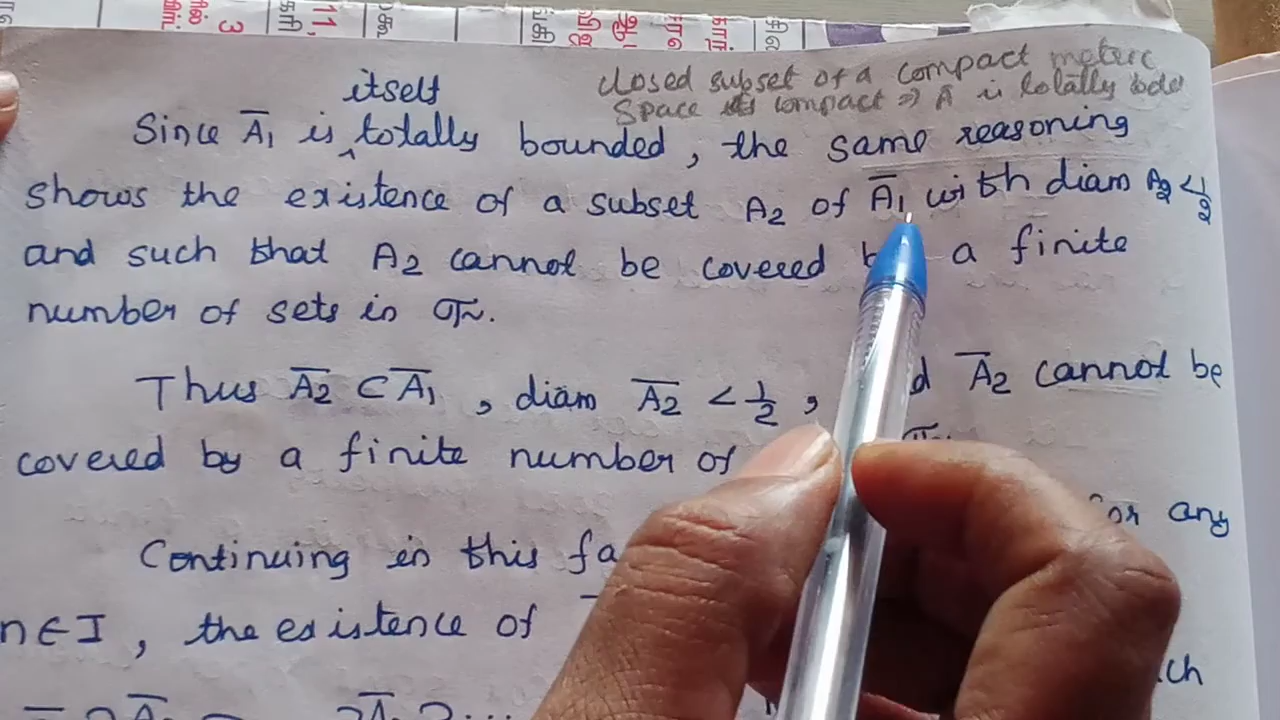 itself
closed subset of a compact metric
space is compact ⇒ Ā is totally bdd
Since Ā₁ is ‸ totally bounded, the same reasoning
shows the existence of a subset A₂ of Ā₁ with diam A₂ < 1/2
and such that A₂ cannot be covered a finite
number of sets in
Thus Ā₂ ⊂ Ā₁, diam Ā₂ < 1/2, Ā₂ cannot be
covered by a finite number of
Continuing in this for any
n ∈ I, the existence of